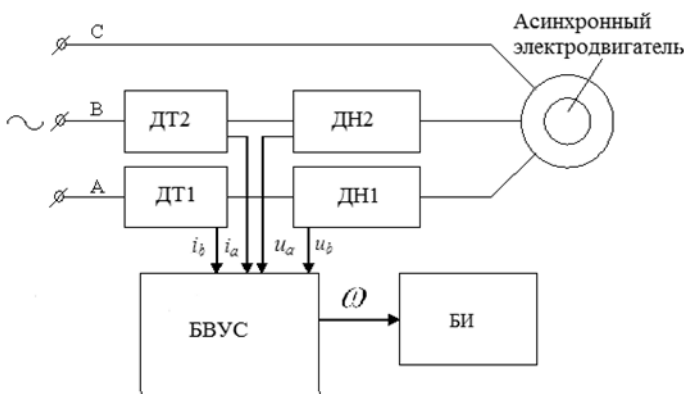 Асинхронный
электродвигатель
C
B
ДТ2
ДН2
A
ДТ1
ДН1
i_b i_a u_a u_b
БВУС
ω
БИ